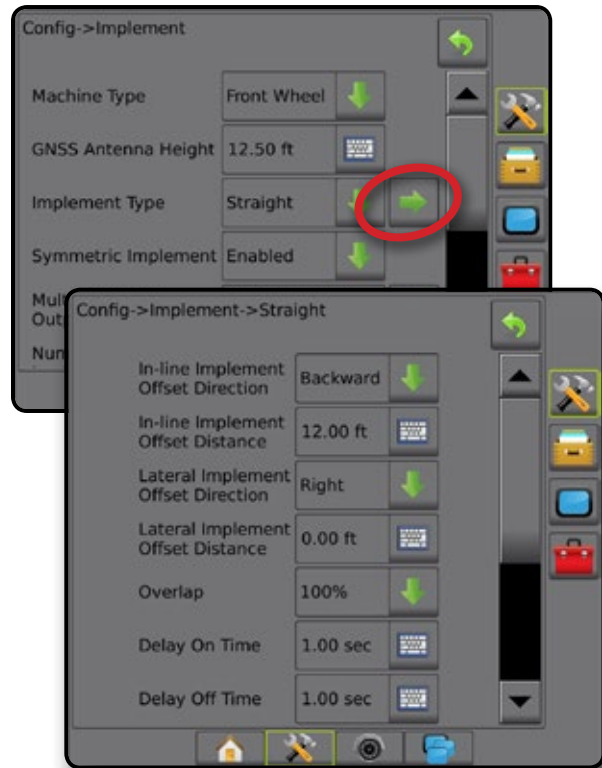 Config->Implement
Machine Type Front Wheel
GNSS Antenna Height 12.50 ft
Implement Type Straight
Symmetric Implement Enabled
Config->Implement->Straight
In-line Implement
Offset Direction Backward
In-line Implement
Offset Distance 12.00 ft
Lateral Implement
Offset Direction Right
Lateral Implement
Offset Distance 0.00 ft
Overlap 100%
Delay On Time 1.00 sec
Delay Off Time 1.00 sec